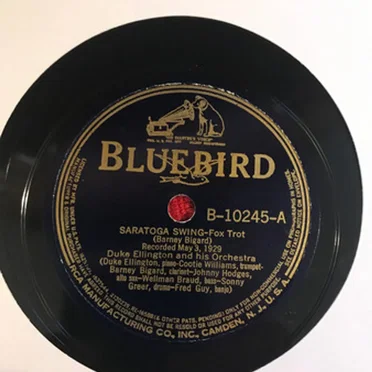 "HIS MASTER'S VOICE"
BLUEBIRD
B-10245-A
SARATOGA SWING-Fox Trot
(Barney Bigard)
Recorded May 3, 1929
Duke Ellington and his Orchestra
(Duke Ellington, piano-Cootie Williams, trumpet-
Barney Bigard, clarinet-Johnny Hodges,
alto sax-Wellman Braud, bass-Sonny
Greer, drums-Fred Guy, banjo)
RCA MANUFACTURING CO., INC. CAMDEN, N. J. U. S. A.